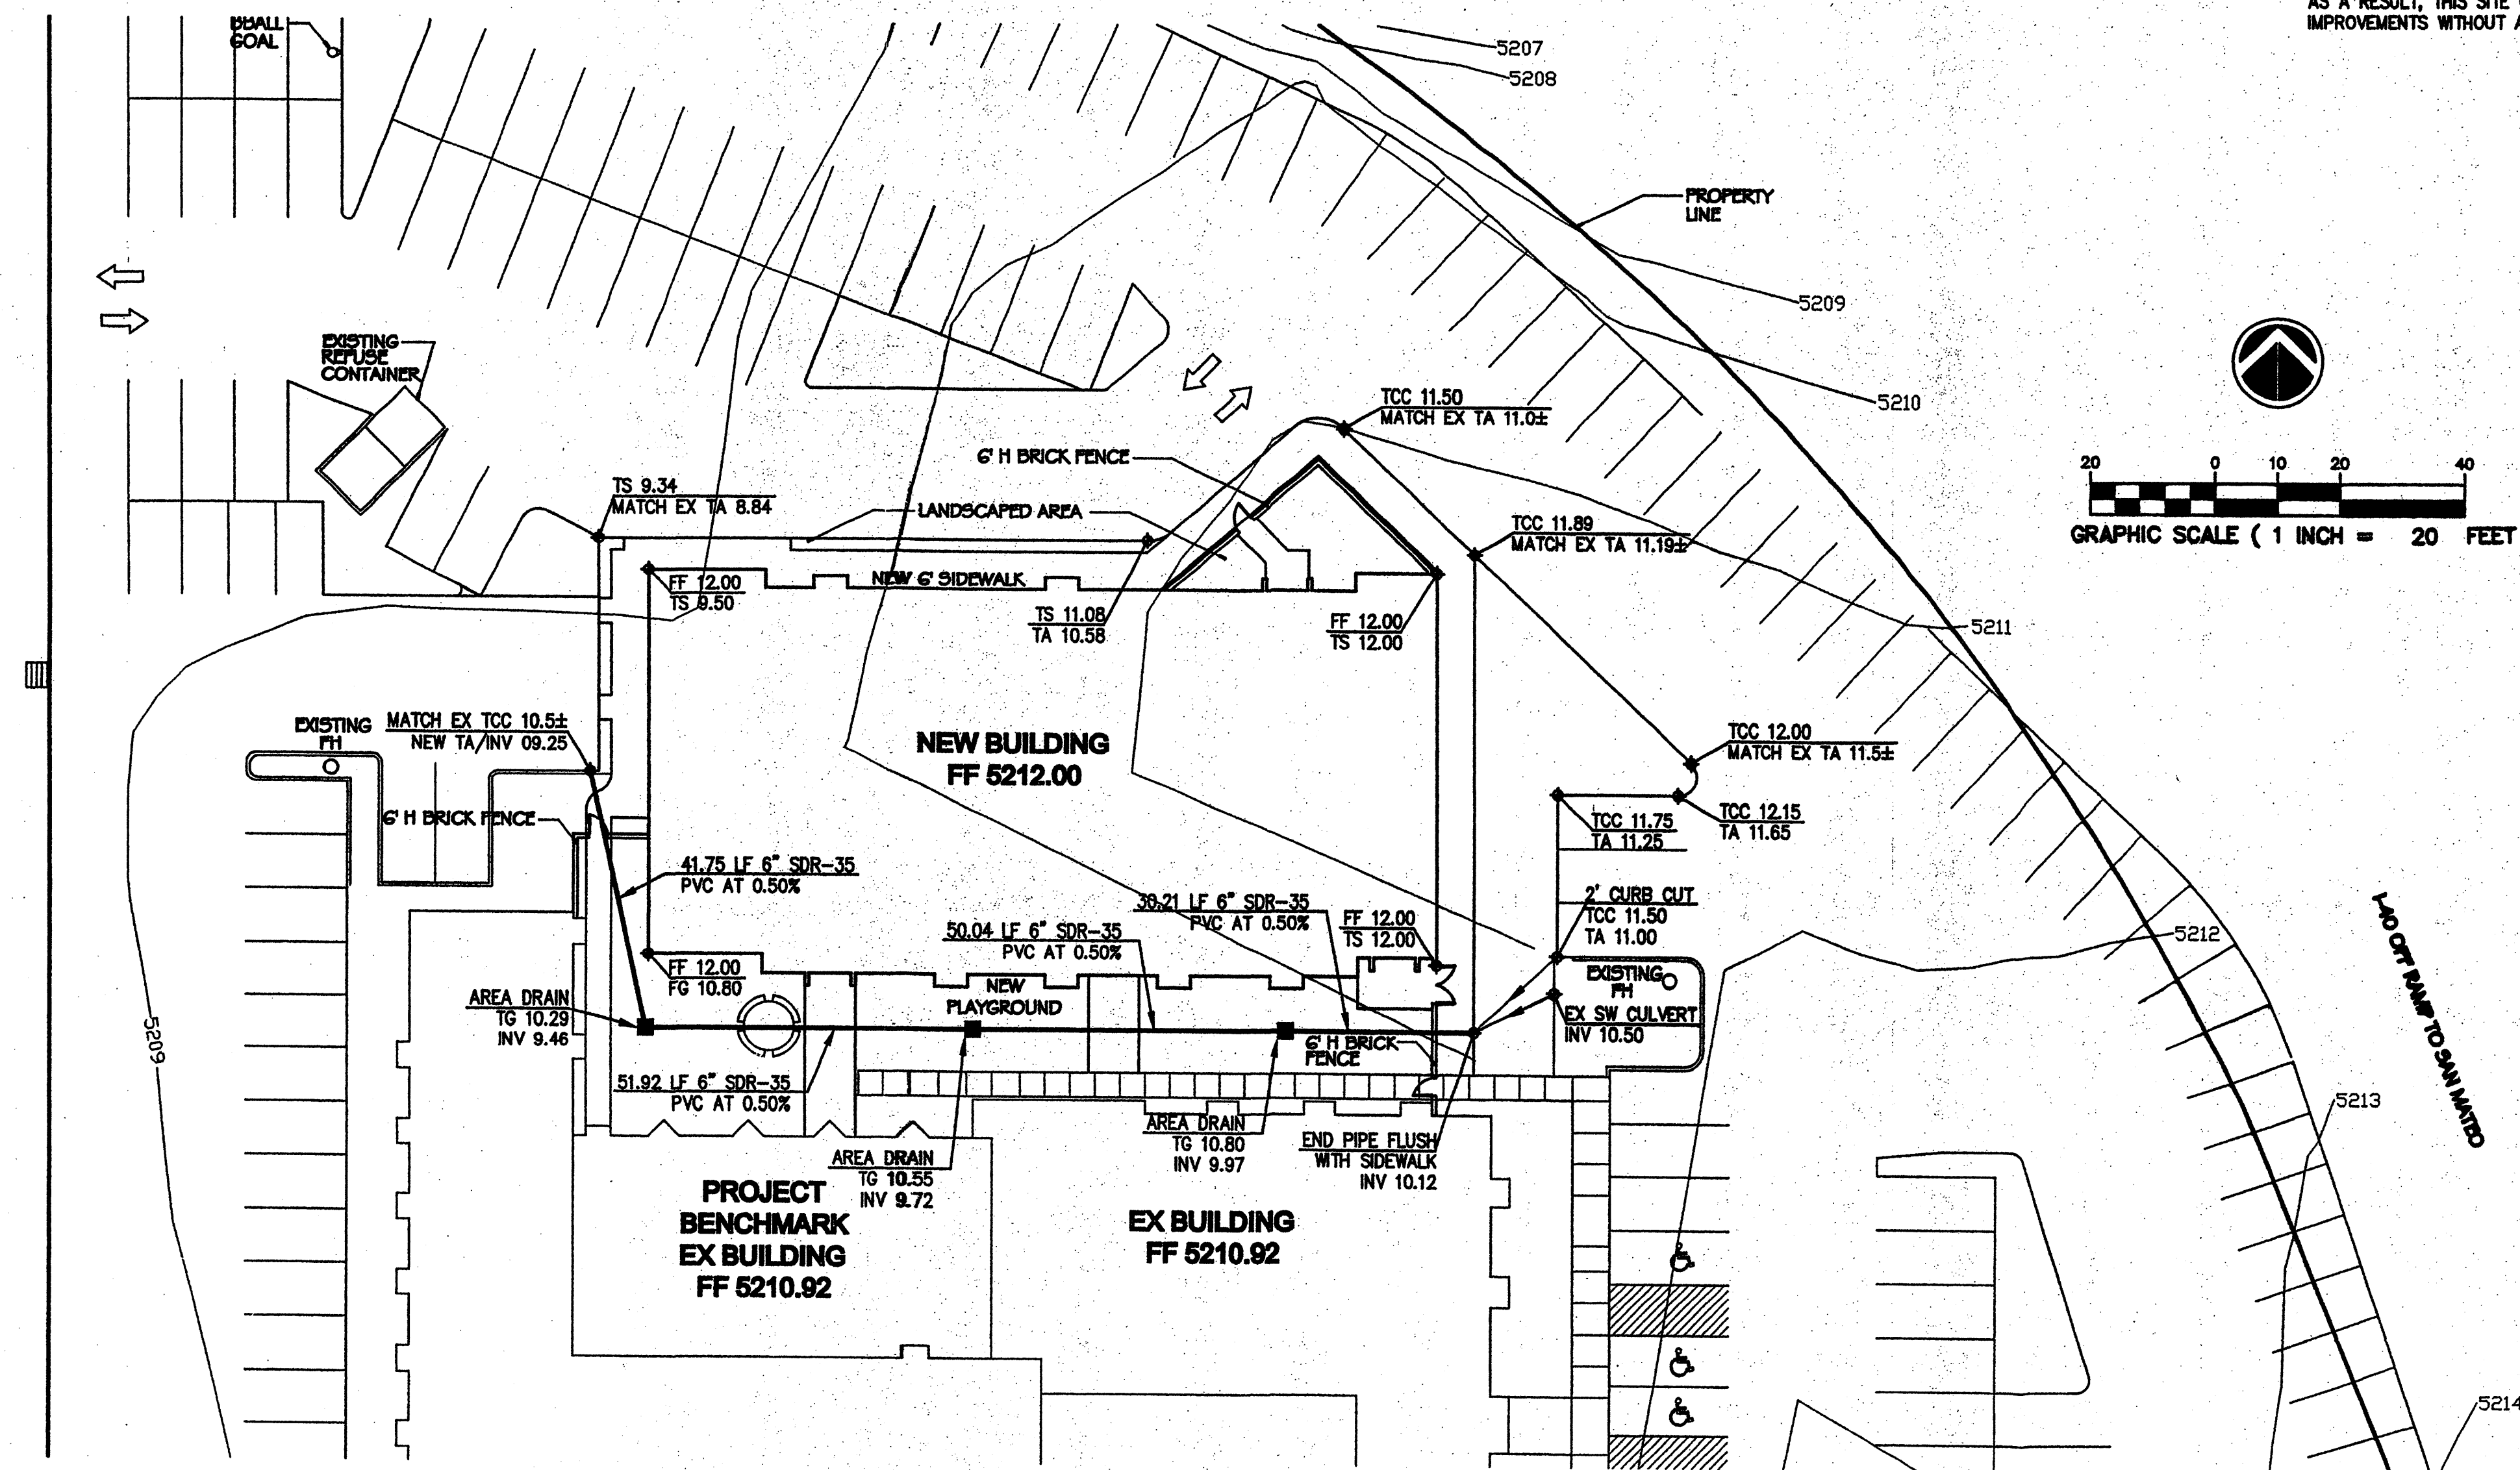 AS A RESULT, THIS SITE
IMPROVEMENTS WITHOUT A
BBALL
GOAL
5207
5208
PROPERTY
LINE
5209
EXISTING
REFUSE
CONTAINER
TCC 11.50
MATCH EX TA 11.0±
5210
6' H BRICK FENCE
20 0 10 20 40
GRAPHIC SCALE ( 1 INCH = 20 FEET
TS 9.34
MATCH EX TA 8.84
LANDSCAPED AREA
TCC 11.89
MATCH EX TA 11.19±
FF 12.00
TS 9.50
NEW 6' SIDEWALK
TS 11.08
TA 10.58
FF 12.00
TS 12.00
5211
EXISTING
FH
MATCH EX TCC 10.5±
NEW TA/INV 09.25
NEW BUILDING
FF 5212.00
TCC 12.00
MATCH EX TA 11.5±
6' H BRICK FENCE
TCC 11.75
TA 11.25
TCC 12.15
TA 11.65
41.75 LF 6" SDR-35
PVC AT 0.50%
30.21 LF 6" SDR-35
PVC AT 0.50%
2' CURB CUT
TCC 11.50
TA 11.00
50.04 LF 6" SDR-35
PVC AT 0.50%
FF 12.00
TS 12.00
5212
I-40 OFF RAMP TO SAN MATEO
FF 12.00
FG 10.80
NEW
PLAYGROUND
EXISTING
FH
AREA DRAIN
TG 10.29
INV 9.46
EX SW CULVERT
INV 10.50
5209
6' H BRICK
FENCE
51.92 LF 6" SDR-35
PVC AT 0.50%
5213
AREA DRAIN
TG 10.55
INV 9.72
AREA DRAIN
TG 10.80
INV 9.97
END PIPE FLUSH
WITH SIDEWALK
INV 10.12
PROJECT
BENCHMARK
EX BUILDING
FF 5210.92
EX BUILDING
FF 5210.92
5214